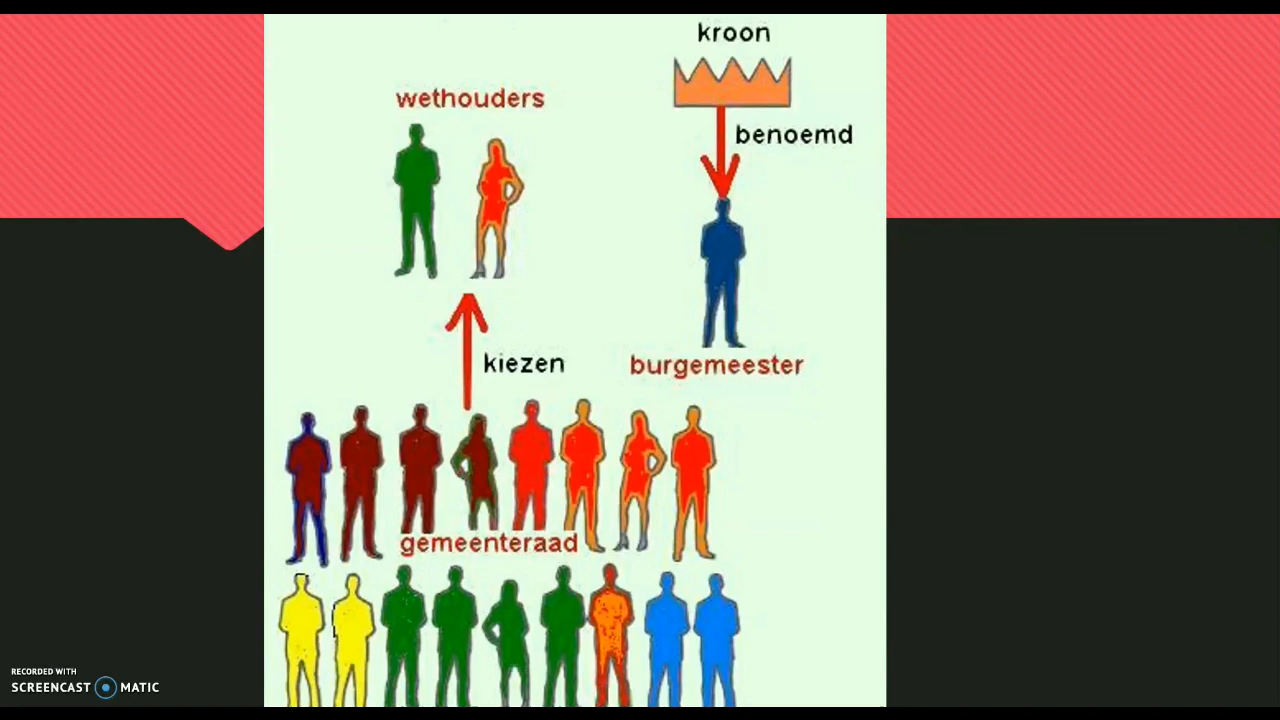 kroon
wethouders
benoemd
kiezen
burgemeester
gemeenteraad
RECORDED WITH
SCREENCAST MATIC